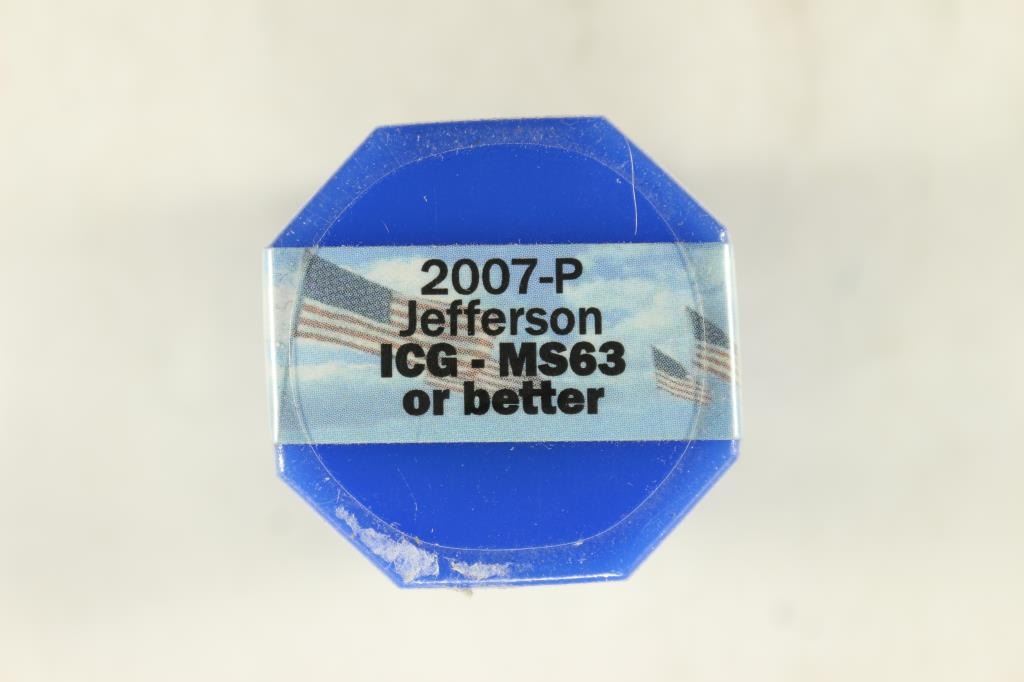 2007-P
Jefferson
ICG - MS63
or better